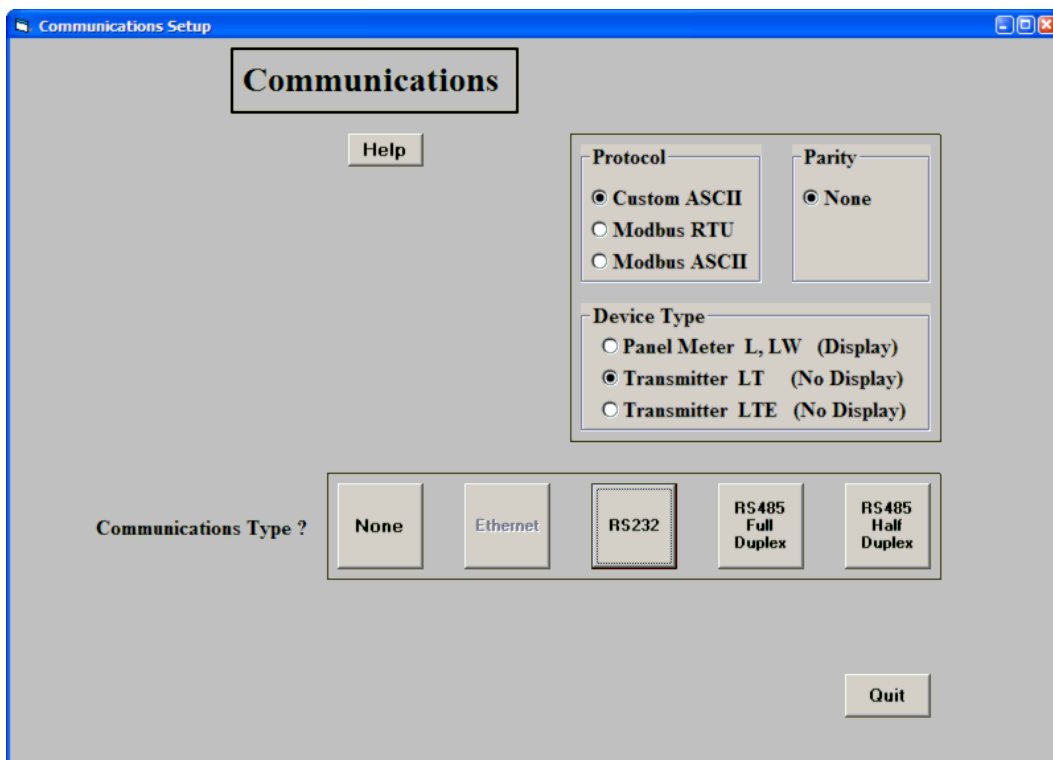 Communications Setup
Communications
Help
Protocol
Custom ASCII
Modbus RTU
Modbus ASCII
Parity
None
Device Type
Panel Meter L, LW (Display)
Transmitter LT (No Display)
Transmitter LTE (No Display)
Communications Type ?
None
Ethernet
RS232
RS485
Full
Duplex
RS485
Half
Duplex
Quit